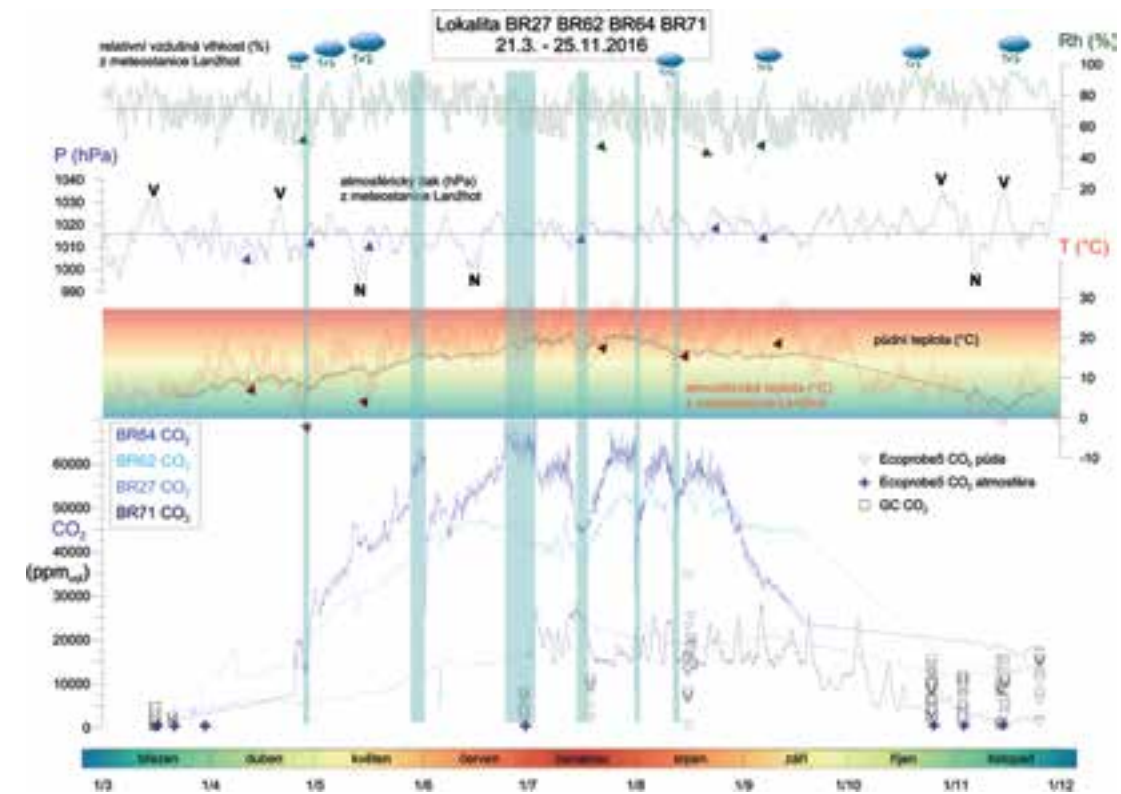 Lokalita BR27 BR62 BR64 BR71
21.3. - 25.11.2016
relativní vzdušná vlhkost (%)
z meteostanice Lanžhot
Rh (%)
100
80
60
40
20
P (hPa)
1040
1030
1020
1010
1000
990
atmosférický tlak (hPa)
z meteostanice Lanžhot
V
V
V
V
N
N
N
T (°C)
30
20
10
0
-10
půdní teplota (°C)
atmosférická teplota (°C)
z meteostanice Lanžhot
BR64 CO₂
BR62 CO₂
BR27 CO₂
BR71 CO₂
Ecoprobe5 CO₂ půda
Ecoprobe5 CO₂ atmosféra
GC CO₂
CO₂
60000
50000
40000
30000
20000
10000
0
březen duben květen červen červenec srpen září říjen listopad
1/3 1/4 1/5 1/6 1/7 1/8 1/9 1/10 1/11 1/12